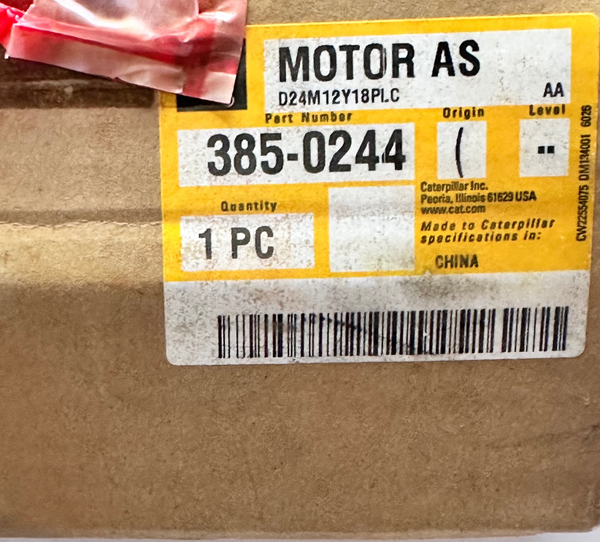 MOTOR AS
D24M12Y18PLC
AA
Part Number
Origin
Level
385-0244
(
--
Caterpillar Inc.
Peoria, Illinois 61629 USA
www.cat.com
Quantity
1 PC
Made to Caterpillar
specifications in:
CHINA
CW22554075 DM134001 6026